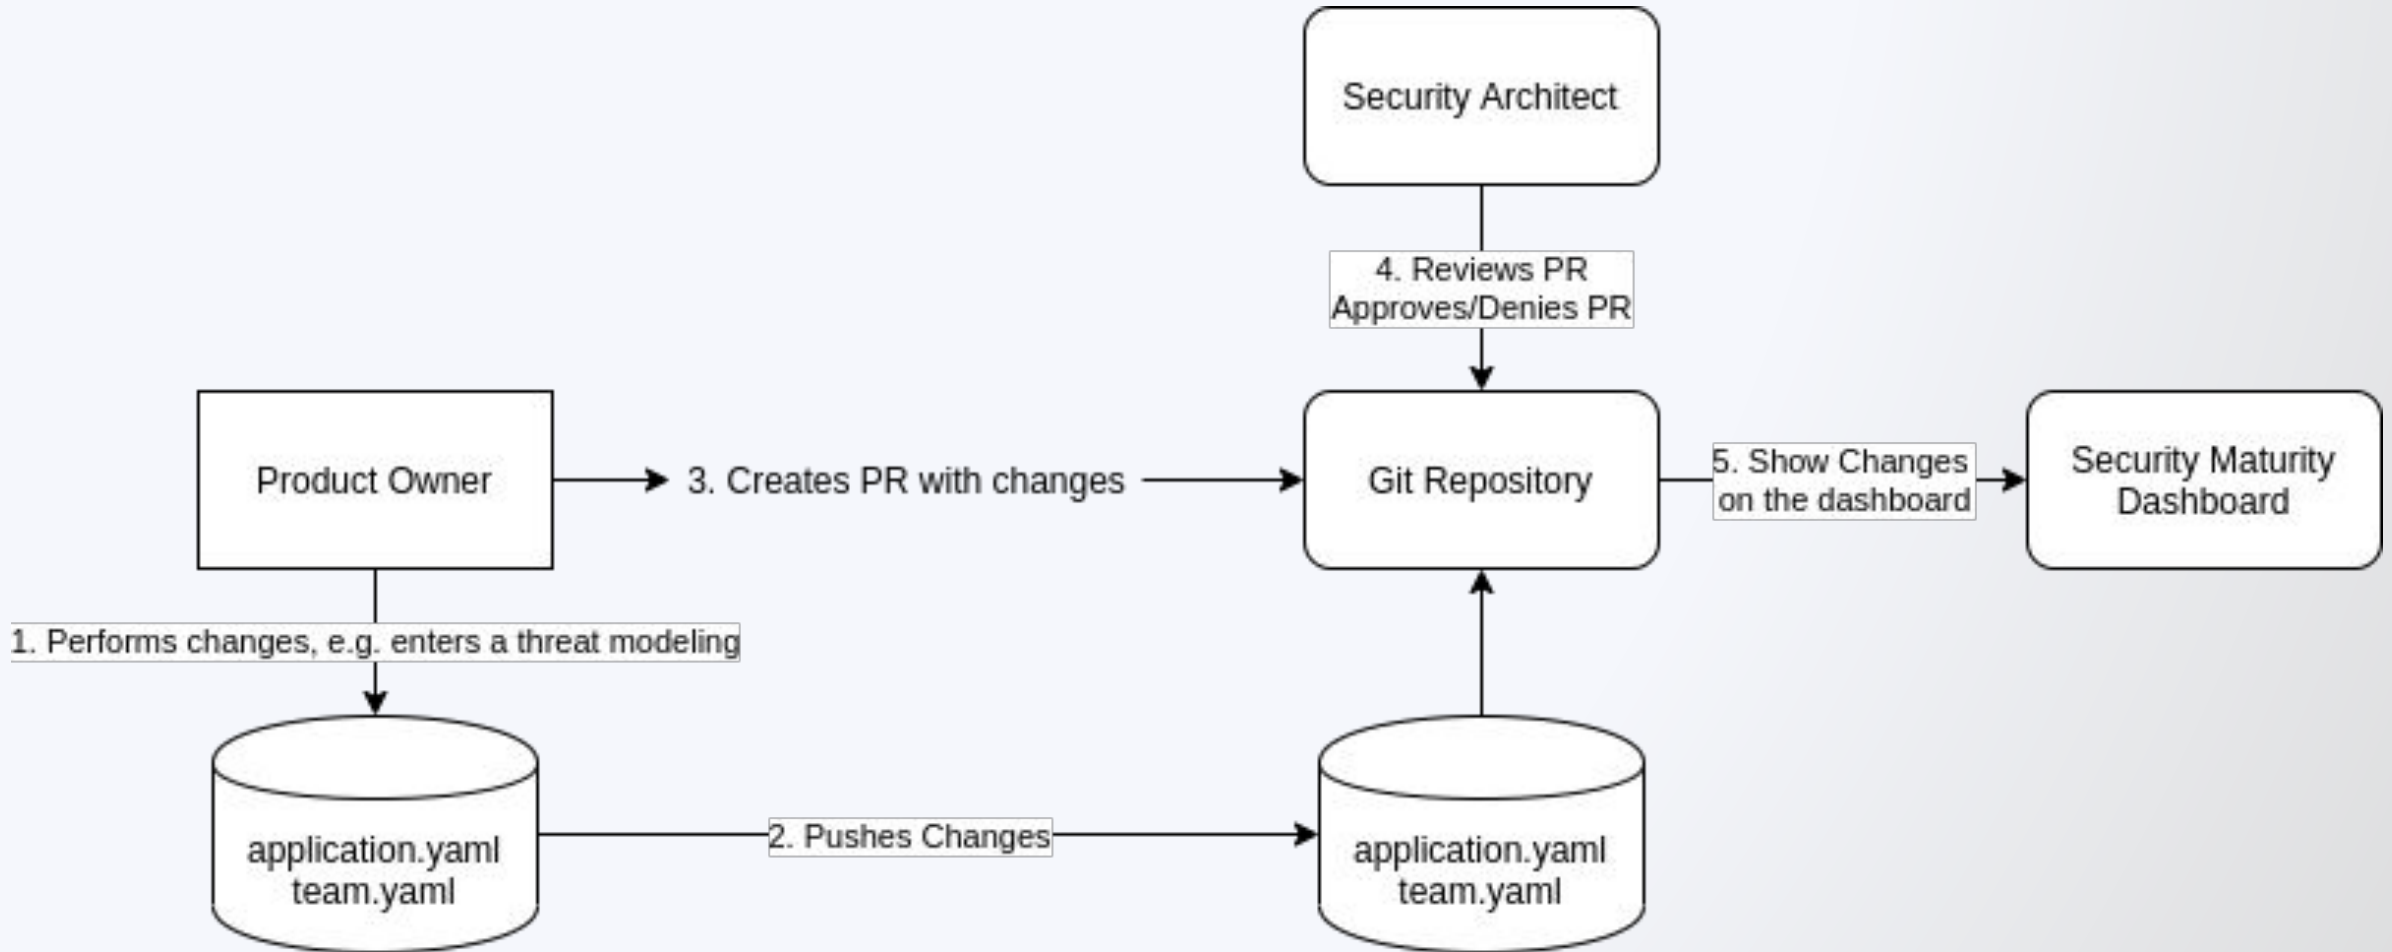 Security Architect
4. Reviews PR
Approves/Denies PR
Product Owner
3. Creates PR with changes
Git Repository
5. Show Changes
on the dashboard
Security Maturity
Dashboard
1. Performs changes, e.g. enters a threat modeling
application.yaml
team.yaml
2. Pushes Changes
application.yaml
team.yaml